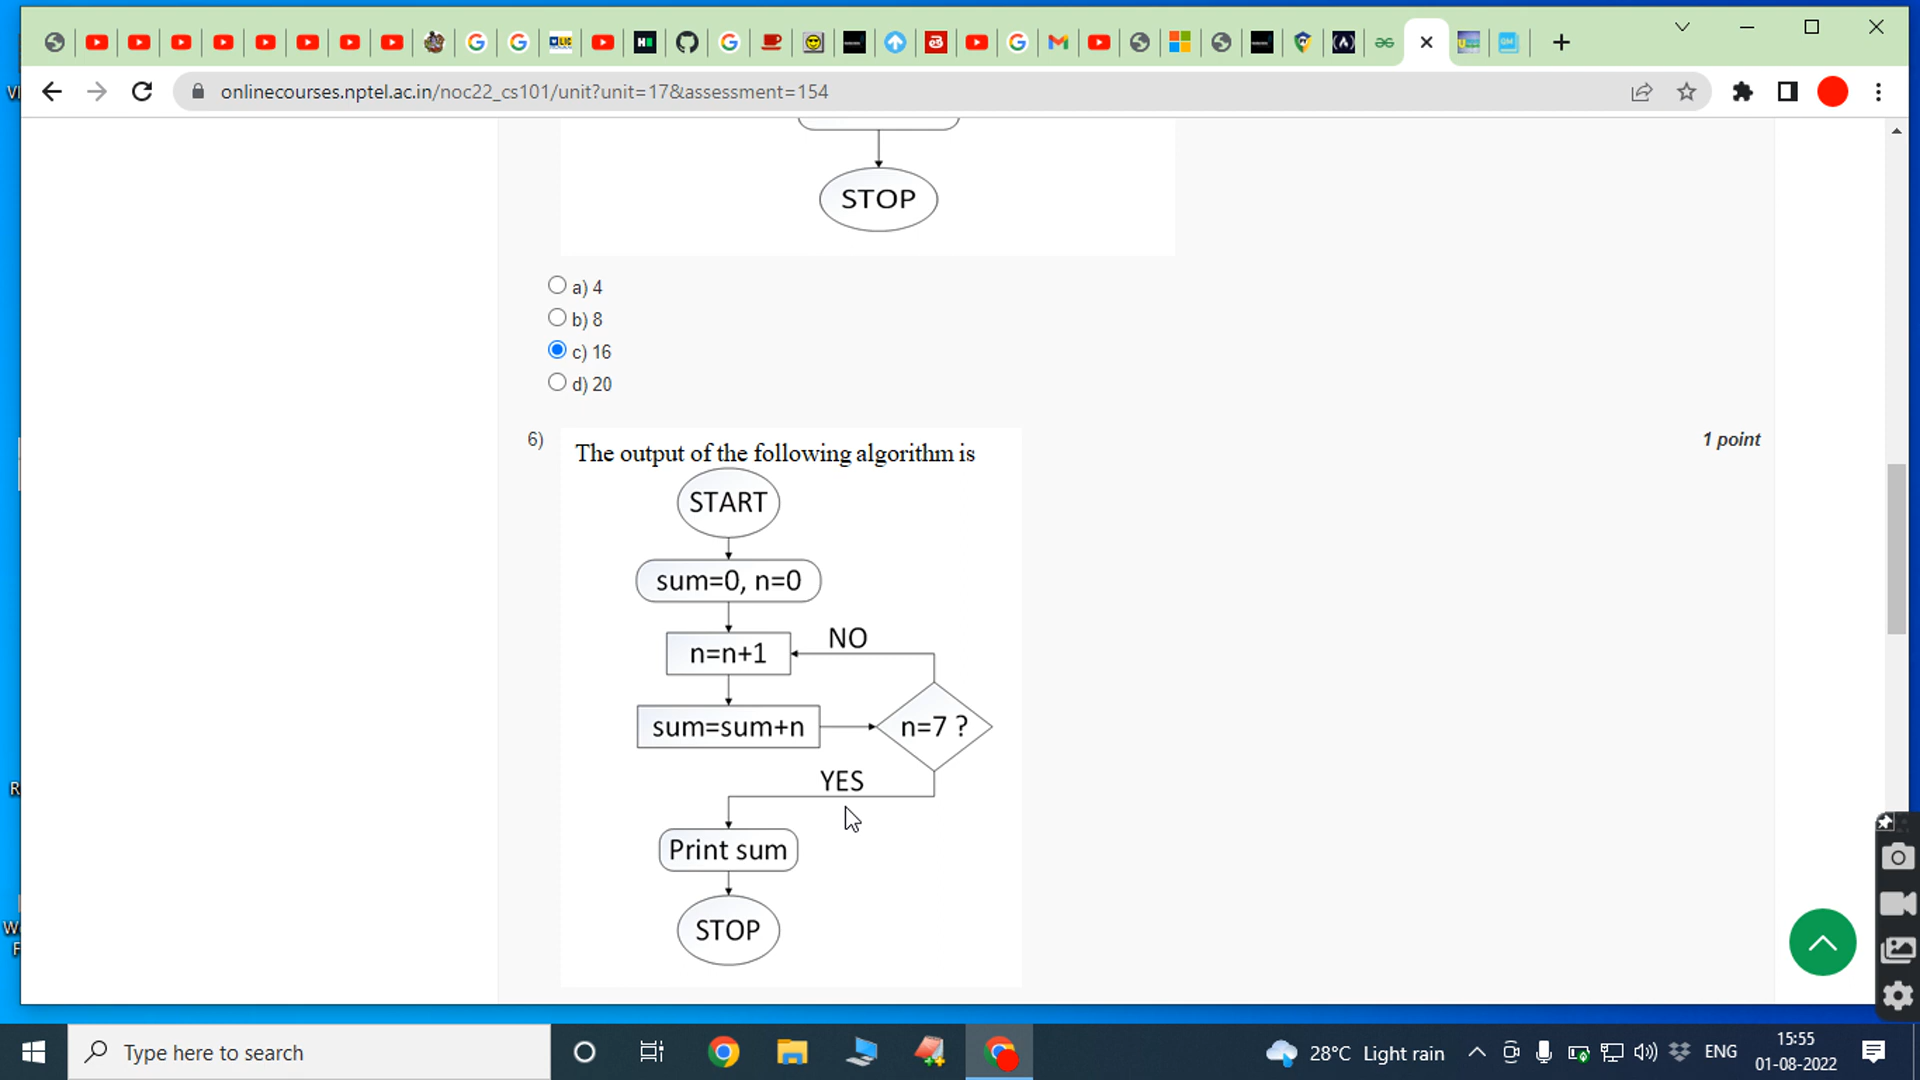 onlinecourses.nptel.ac.in/noc22_cs101/unit?unit=17&assessment=154
STOP
a) 4
b) 8
c) 16
d) 20
6)
1 point
The output of the following algorithm is
START
sum=0, n=0
NO
n=n+1
sum=sum+n
n=7 ?
YES
Print sum
STOP
Type here to search
28°C Light rain
ENG
15:55
01-08-2022